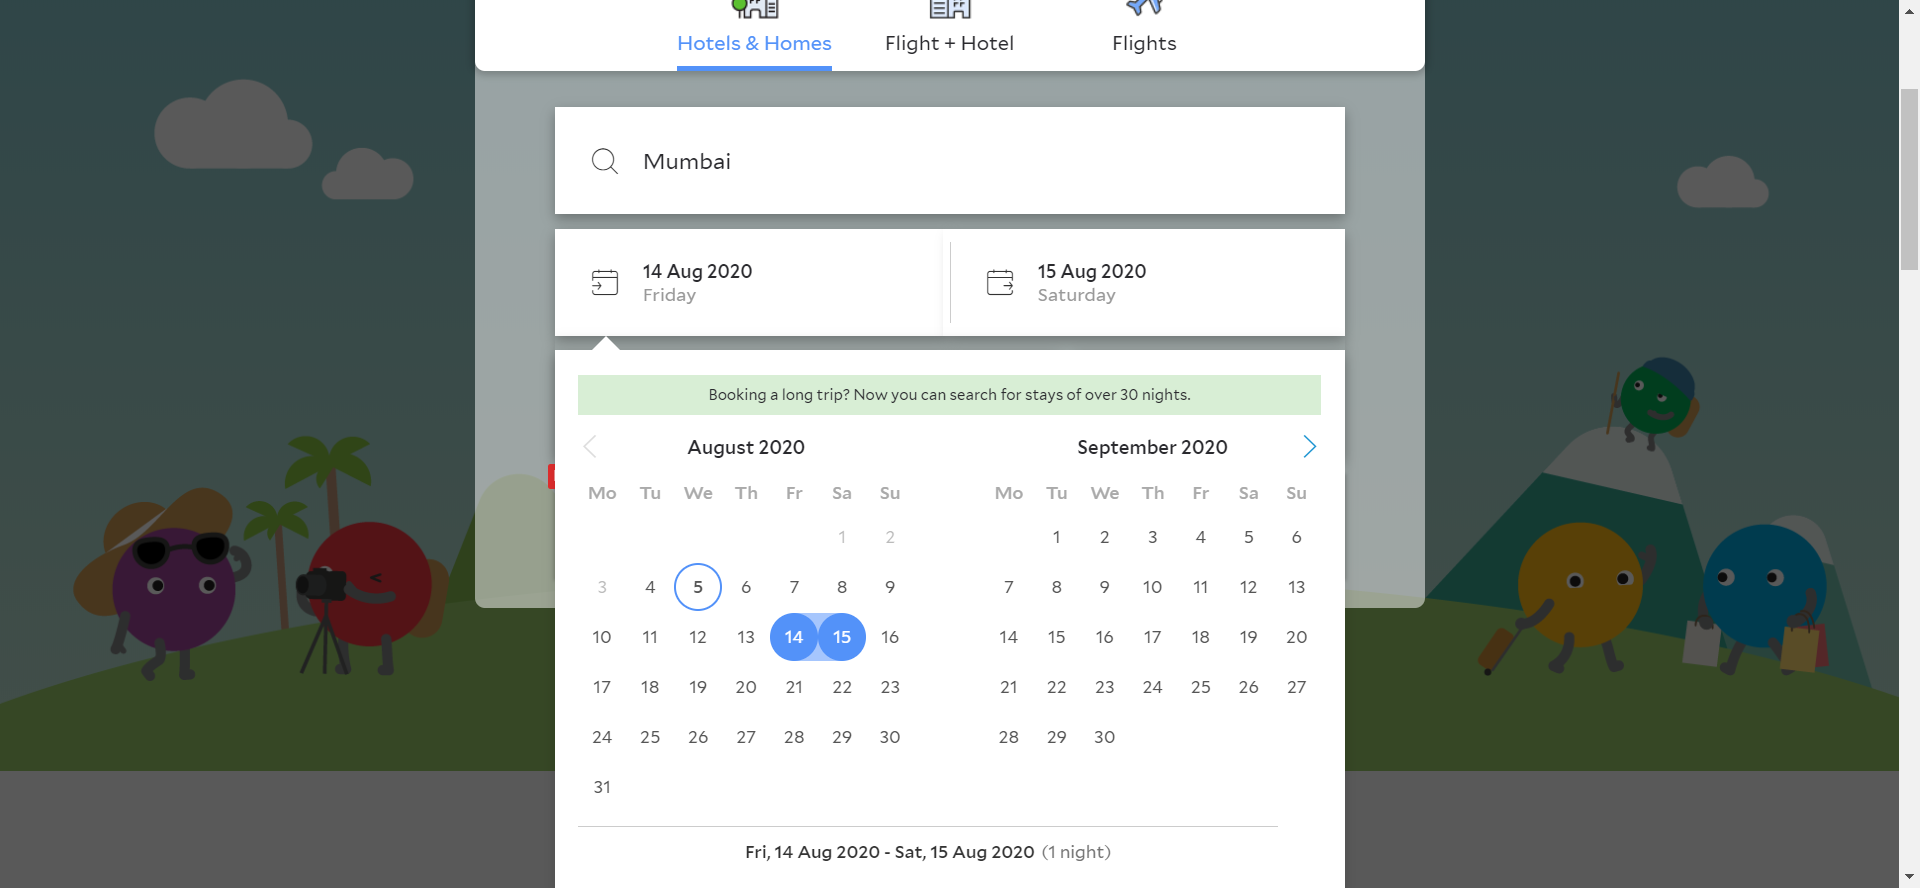 Hotels & Homes Flight + Hotel Flights
Mumbai
14 Aug 2020 15 Aug 2020
Friday Saturday
Booking a long trip? Now you can search for stays of over 30 nights.
August 2020 September 2020
Mo Tu We Th Fr Sa Su Mo Tu We Th Fr Sa Su
1 2 1 2 3 4 5 6
3 4 5 6 7 8 9 7 8 9 10 11 12 13
10 11 12 13 14 15 16 14 15 16 17 18 19 20
17 18 19 20 21 22 23 21 22 23 24 25 26 27
24 25 26 27 28 29 30 28 29 30
31
Fri, 14 Aug 2020 - Sat, 15 Aug 2020 (1 night)